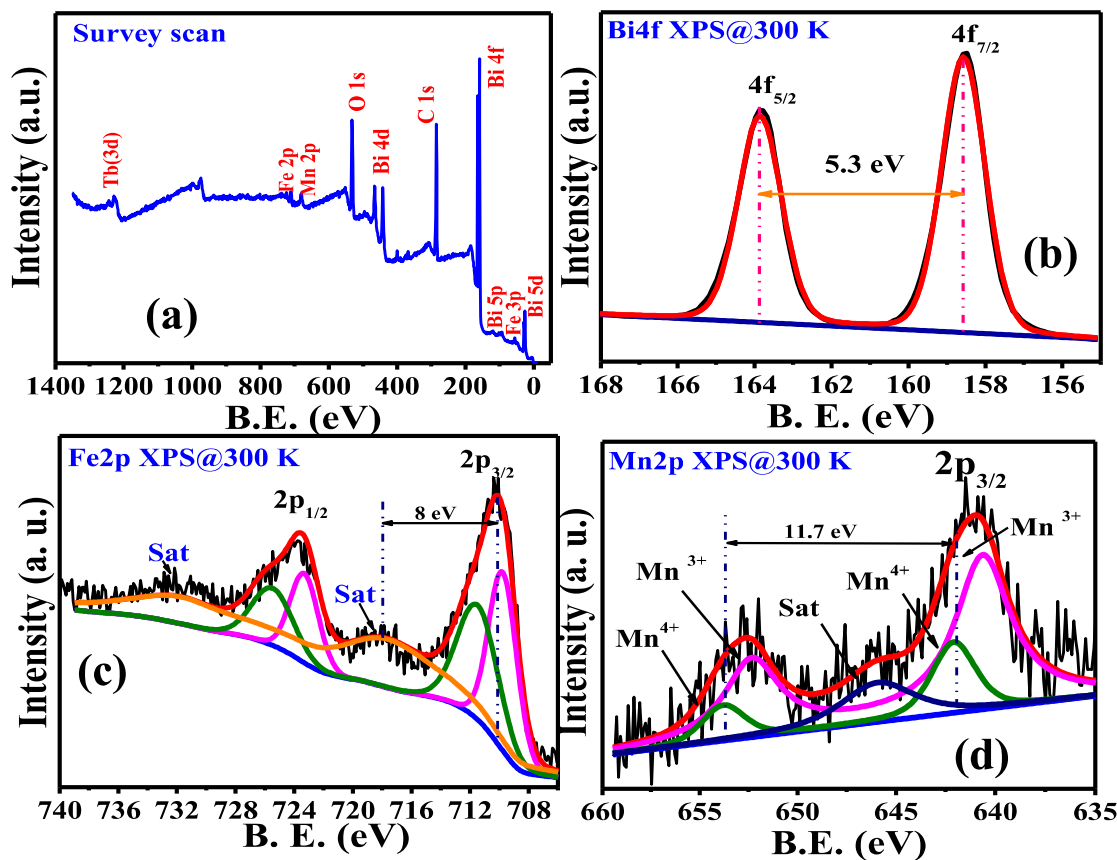 Survey scan
Intensity (a.u.)
Tb(3d)
Fe 2p
Mn 2p
O 1s
Bi 4d
C 1s
Bi 4f
Bi 5p
Fe 3p
Bi 5d
(a)
1400 1200 1000 800 600 400 200 0
B.E. (eV)
Bi4f XPS@300 K
Intensity (a.u.)
4f5/2
4f7/2
5.3 eV
(b)
168 166 164 162 160 158 156
B. E. (eV)
Fe2p XPS@300 K
Intensity (a. u.)
2p3/2
2p1/2
8 eV
Sat
Sat
(c)
740 736 732 728 724 720 716 712 708
B. E. (eV)
Mn2p XPS@300 K
Intensity (a. u.)
2p3/2
11.7 eV
Mn 3+
Mn 3+
Mn4+
Sat
Mn4+
(d)
660 655 650 645 640 635
B.E. (eV)